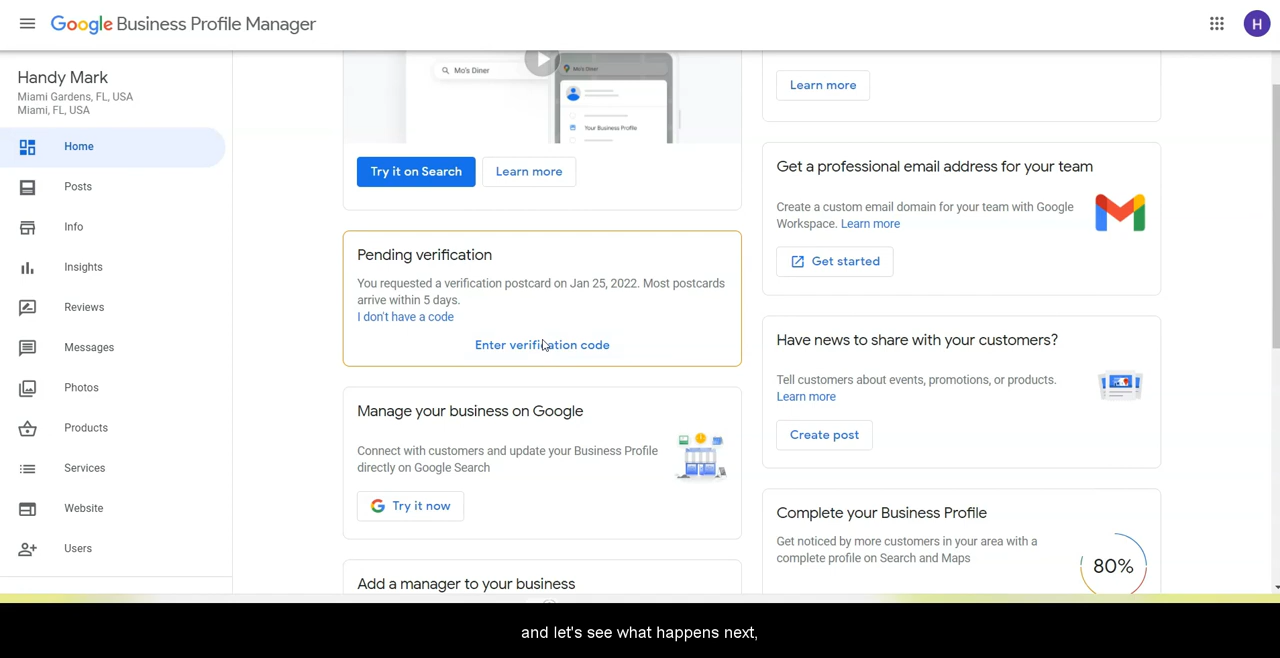 Google Business Profile Manager
H
Handy Mark
Miami Gardens, FL, USA
Miami, FL, USA
Home
Posts
Info
Insights
Reviews
Messages
Photos
Products
Services
Website
Users
Mo's Diner
Mo's Diner
Your Business Profile
Try it on Search
Learn more
Pending verification
You requested a verification postcard on Jan 25, 2022. Most postcards
arrive within 5 days.
I don't have a code
Enter verification code
Manage your business on Google
Connect with customers and update your Business Profile
directly on Google Search
Try it now
Add a manager to your business
Learn more
Get a professional email address for your team
Create a custom email domain for your team with Google
Workspace. Learn more
Get started
Have news to share with your customers?
Tell customers about events, promotions, or products.
Learn more
Create post
Complete your Business Profile
Get noticed by more customers in your area with a
complete profile on Search and Maps
80%
and let's see what happens next,